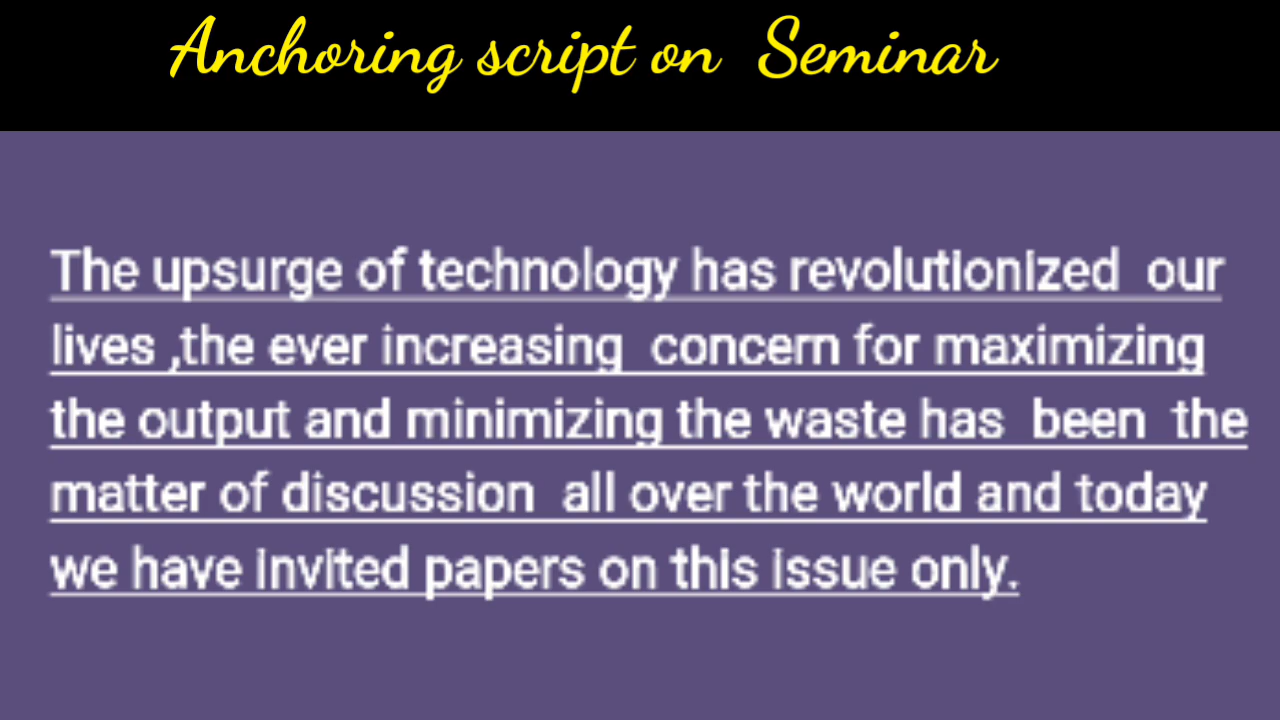 Anchoring script on Seminar
The upsurge of technology has revolutionized our
lives ,the ever increasing concern for maximizing
the output and minimizing the waste has been the
matter of discussion all over the world and today
we have invited papers on this issue only.